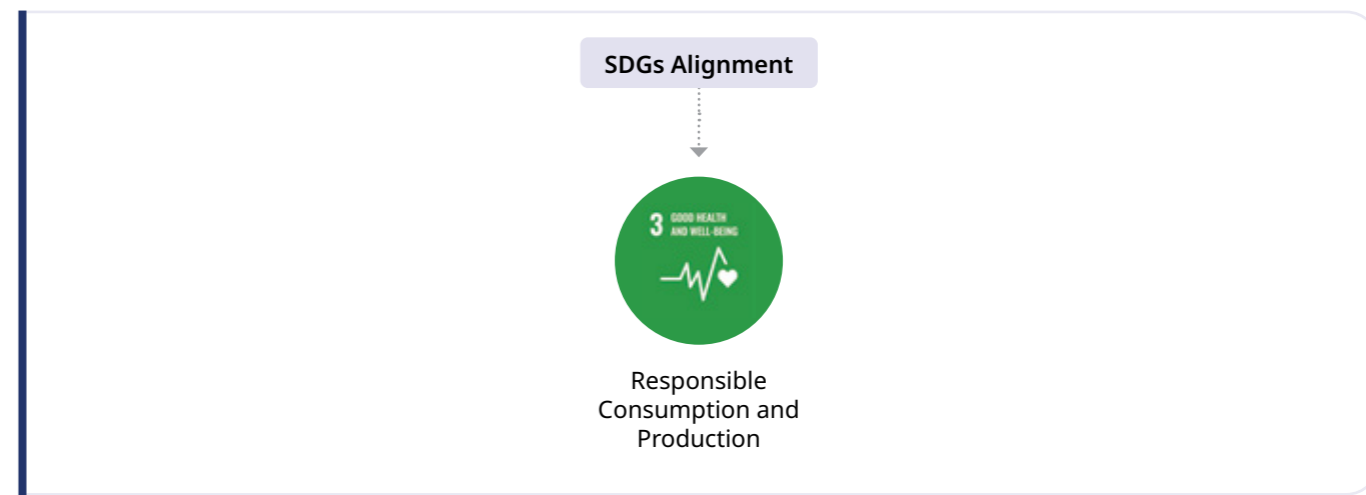 SDGs Alignment
3 GOOD HEALTH
AND WELL-BEING
Responsible
Consumption and
Production